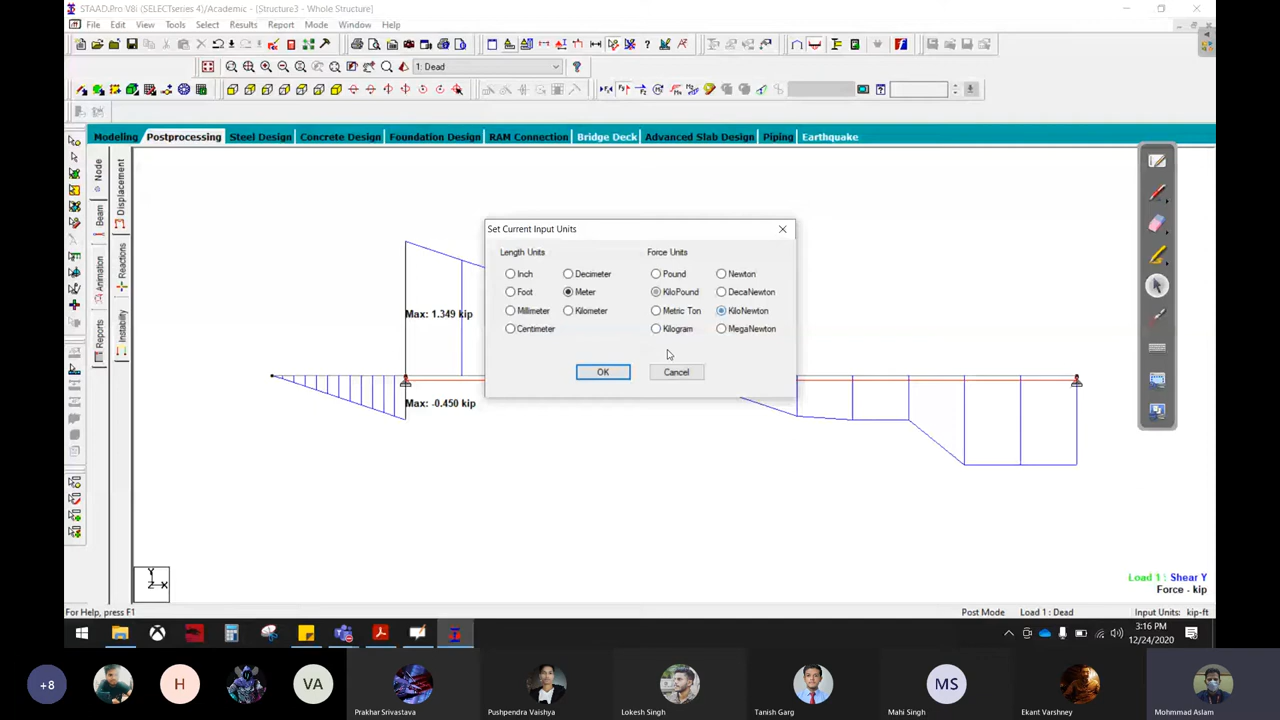 STAAD.Pro V8i (SELECTseries 4)/Academic - [Structure3 - Whole Structure]
File Edit View Tools Select Results Report Mode Window Help
1: Dead
Modeling Postprocessing Steel Design Concrete Design Foundation Design RAM Connection Bridge Deck Advanced Slab Design Piping Earthquake
Node
Beam
Animation
Reports
Displacement
Reactions
Instability
Set Current Input Units
Length Units Force Units
Inch Decimeter Pound Newton
Foot Meter KiloPound DecaNewton
Millimeter Kilometer Metric Ton KiloNewton
Centimeter Kilogram MegaNewton
OK Cancel
Max: 1.349 kip
Max: -0.450 kip
Y
Z X
Load 1 : Shear Y
Force - kip
For Help, press F1 Post Mode Load 1 : Dead Input Units: kip-ft
3:16 PM
12/24/2020
+8 H VA MS
Prakhar Srivastava Pushpendra Vaishya Lokesh Singh Tanish Garg Mahi Singh Ekant Varshney Mohmmad Aslam